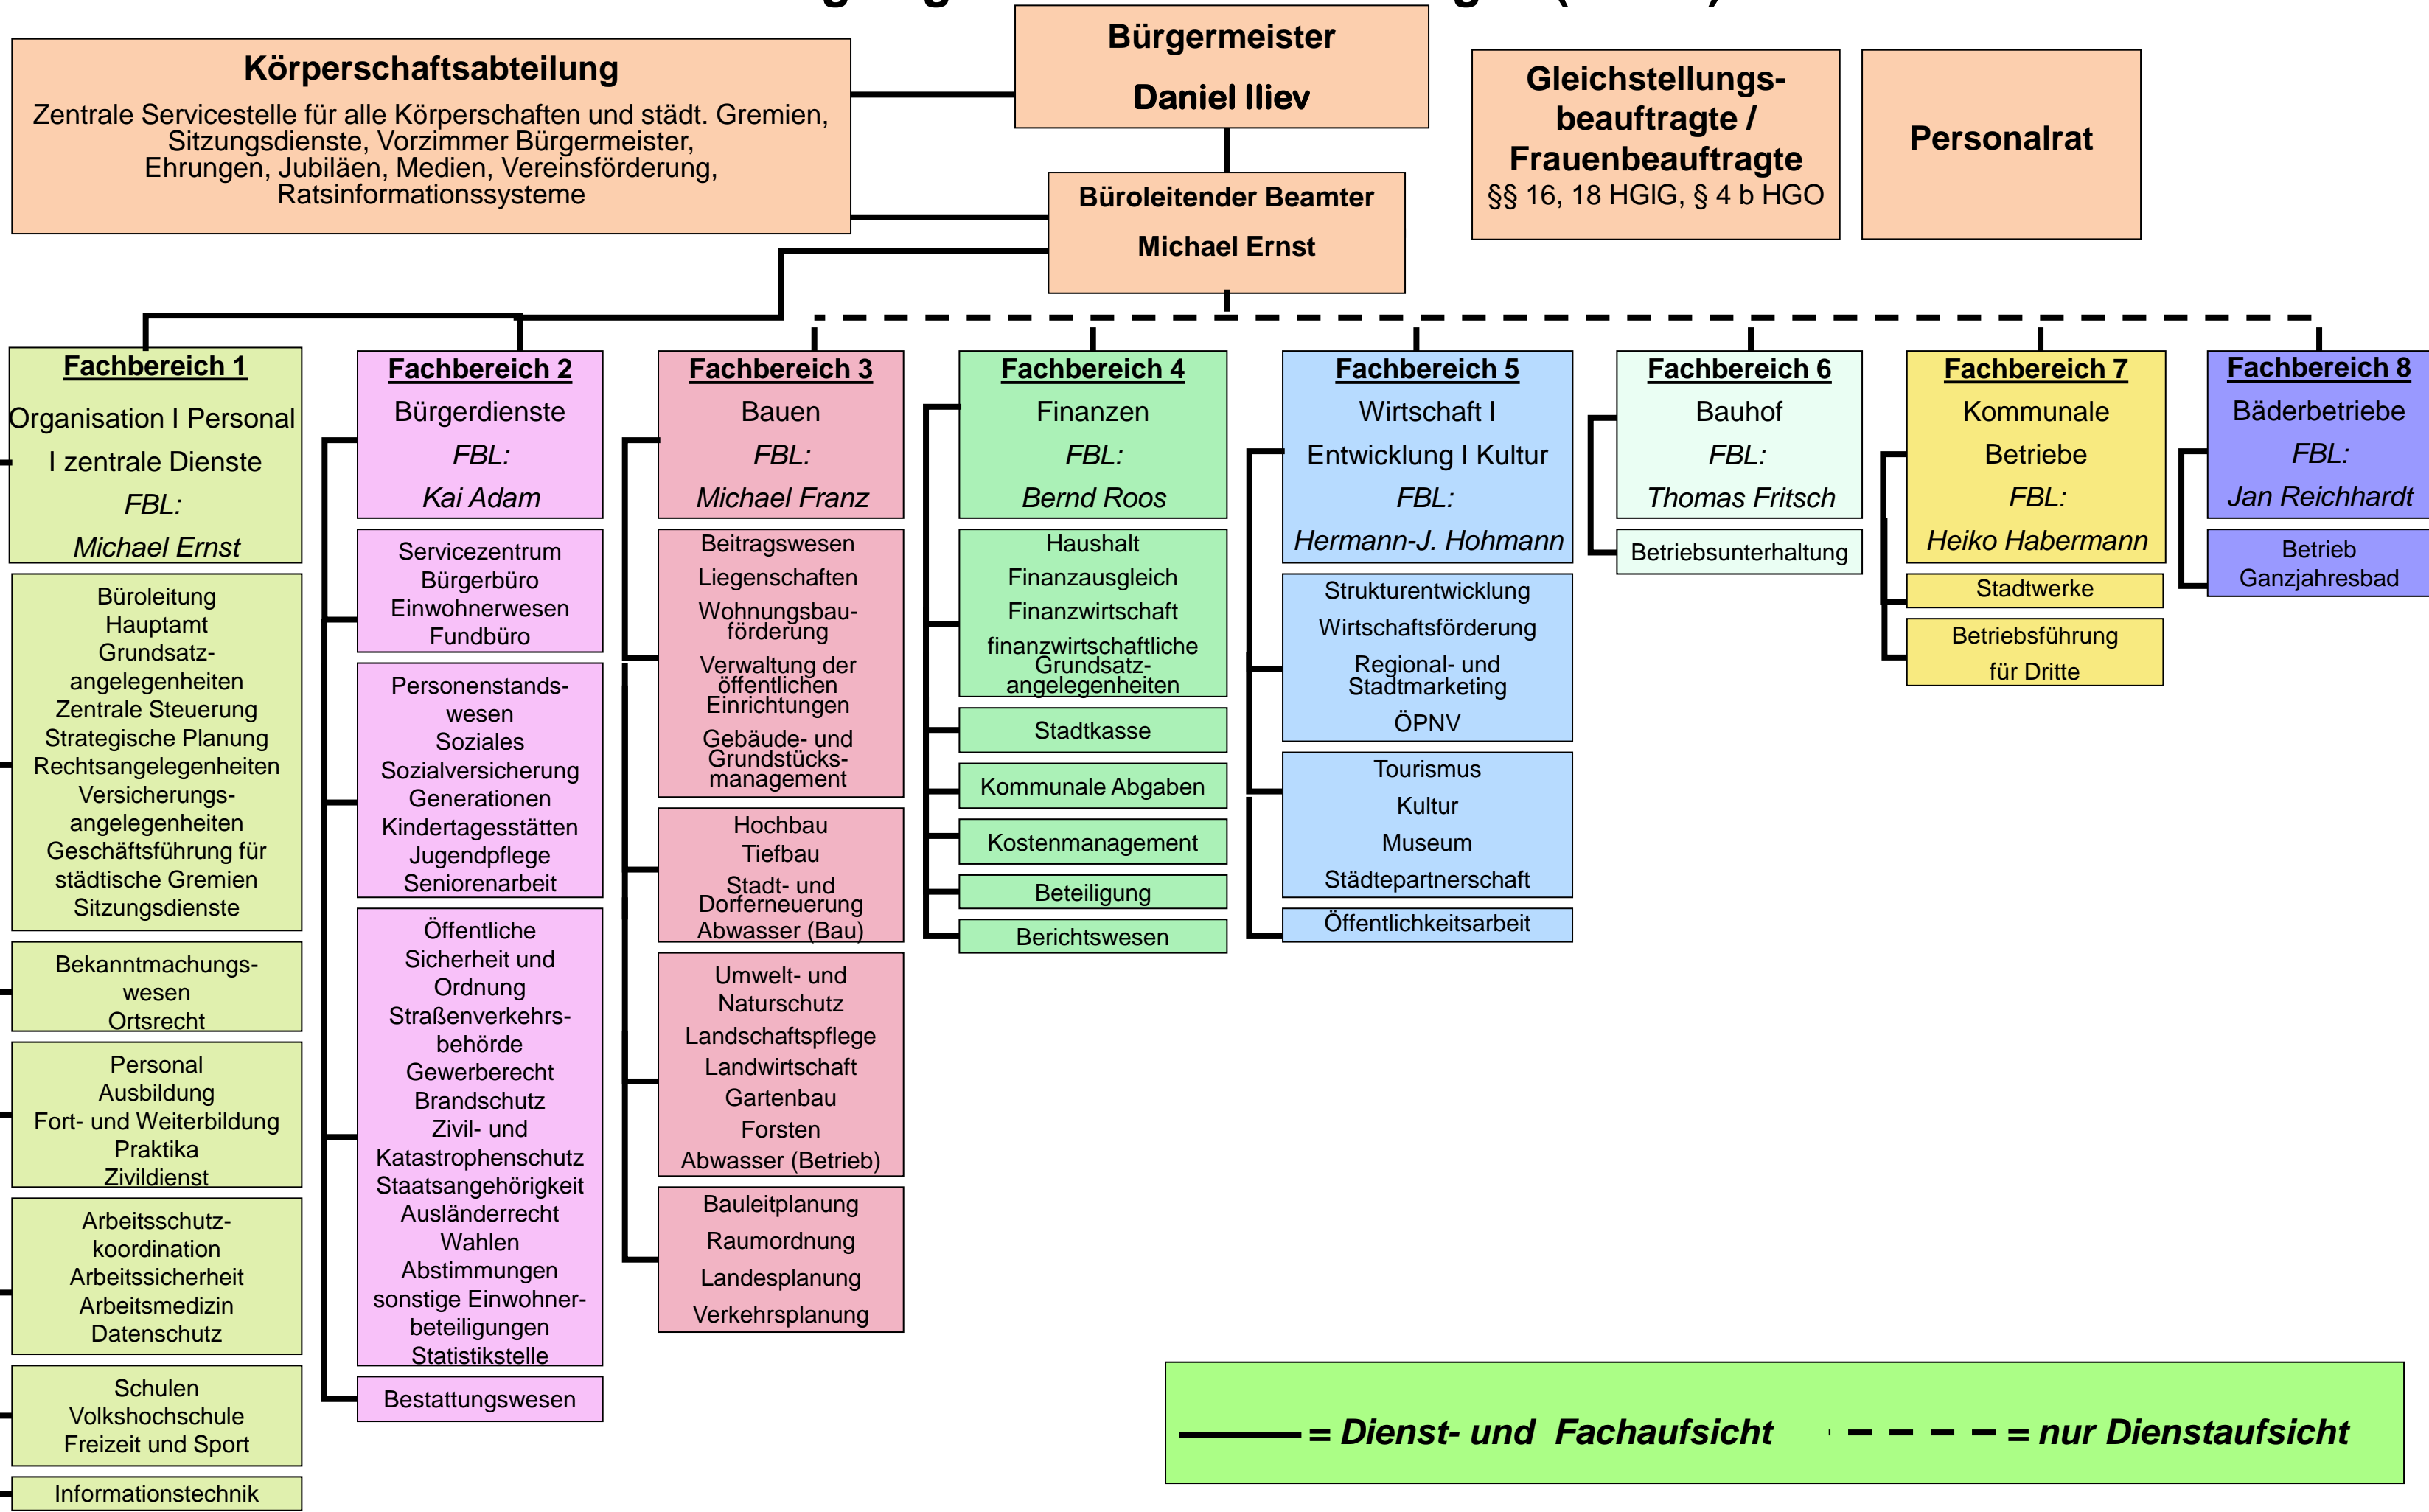 Bürgermeister
Daniel Iliev
Körperschaftsabteilung
Zentrale Servicestelle für alle Körperschaften und städt. Gremien,
Sitzungsdienste, Vorzimmer Bürgermeister,
Ehrungen, Jubiläen, Medien, Vereinsförderung,
Ratsinformationssysteme
Gleichstellungs-
beauftragte /
Frauenbeauftragte
§§ 16, 18 HGlG, § 4 b HGO
Personalrat
Büroleitender Beamter
Michael Ernst
Fachbereich 1
Organisation I Personal
I zentrale Dienste
FBL:
Michael Ernst
Büroleitung
Hauptamt
Grundsatz-
angelegenheiten
Zentrale Steuerung
Strategische Planung
Rechtsangelegenheiten
Versicherungs-
angelegenheiten
Geschäftsführung für
städtische Gremien
Sitzungsdienste
Bekanntmachungs-
wesen
Ortsrecht
Personal
Ausbildung
Fort- und Weiterbildung
Praktika
Zivildienst
Arbeitsschutz-
koordination
Arbeitssicherheit
Arbeitsmedizin
Datenschutz
Schulen
Volkshochschule
Freizeit und Sport
Informationstechnik
Fachbereich 2
Bürgerdienste
FBL:
Kai Adam
Servicezentrum
Bürgerbüro
Einwohnerwesen
Fundbüro
Personenstands-
wesen
Soziales
Sozialversicherung
Generationen
Kindertagesstätten
Jugendpflege
Seniorenarbeit
Öffentliche
Sicherheit und
Ordnung
Straßenverkehrs-
behörde
Gewerberecht
Brandschutz
Zivil- und
Katastrophenschutz
Staatsangehörigkeit
Ausländerrecht
Wahlen
Abstimmungen
sonstige Einwohner-
beteiligungen
Statistikstelle
Bestattungswesen
Fachbereich 3
Bauen
FBL:
Michael Franz
Beitragswesen
Liegenschaften
Wohnungsbau-
förderung
Verwaltung der
öffentlichen
Einrichtungen
Gebäude- und
Grundstücks-
management
Hochbau
Tiefbau
Stadt- und
Dorferneuerung
Abwasser (Bau)
Umwelt- und
Naturschutz
Landschaftspflege
Landwirtschaft
Gartenbau
Forsten
Abwasser (Betrieb)
Bauleitplanung
Raumordnung
Landesplanung
Verkehrsplanung
Fachbereich 4
Finanzen
FBL:
Bernd Roos
Haushalt
Finanzausgleich
Finanzwirtschaft
finanzwirtschaftliche
Grundsatz-
angelegenheiten
Stadtkasse
Kommunale Abgaben
Kostenmanagement
Beteiligung
Berichtswesen
Fachbereich 5
Wirtschaft I
Entwicklung I Kultur
FBL:
Hermann-J. Hohmann
Strukturentwicklung
Wirtschaftsförderung
Regional- und
Stadtmarketing
ÖPNV
Tourismus
Kultur
Museum
Städtepartnerschaft
Öffentlichkeitsarbeit
Fachbereich 6
Bauhof
FBL:
Thomas Fritsch
Betriebsunterhaltung
Fachbereich 7
Kommunale
Betriebe
FBL:
Heiko Habermann
Stadtwerke
Betriebsführung
für Dritte
Fachbereich 8
Bäderbetriebe
FBL:
Jan Reichhardt
Betrieb
Ganzjahresbad
= Dienst- und Fachaufsicht
= nur Dienstaufsicht